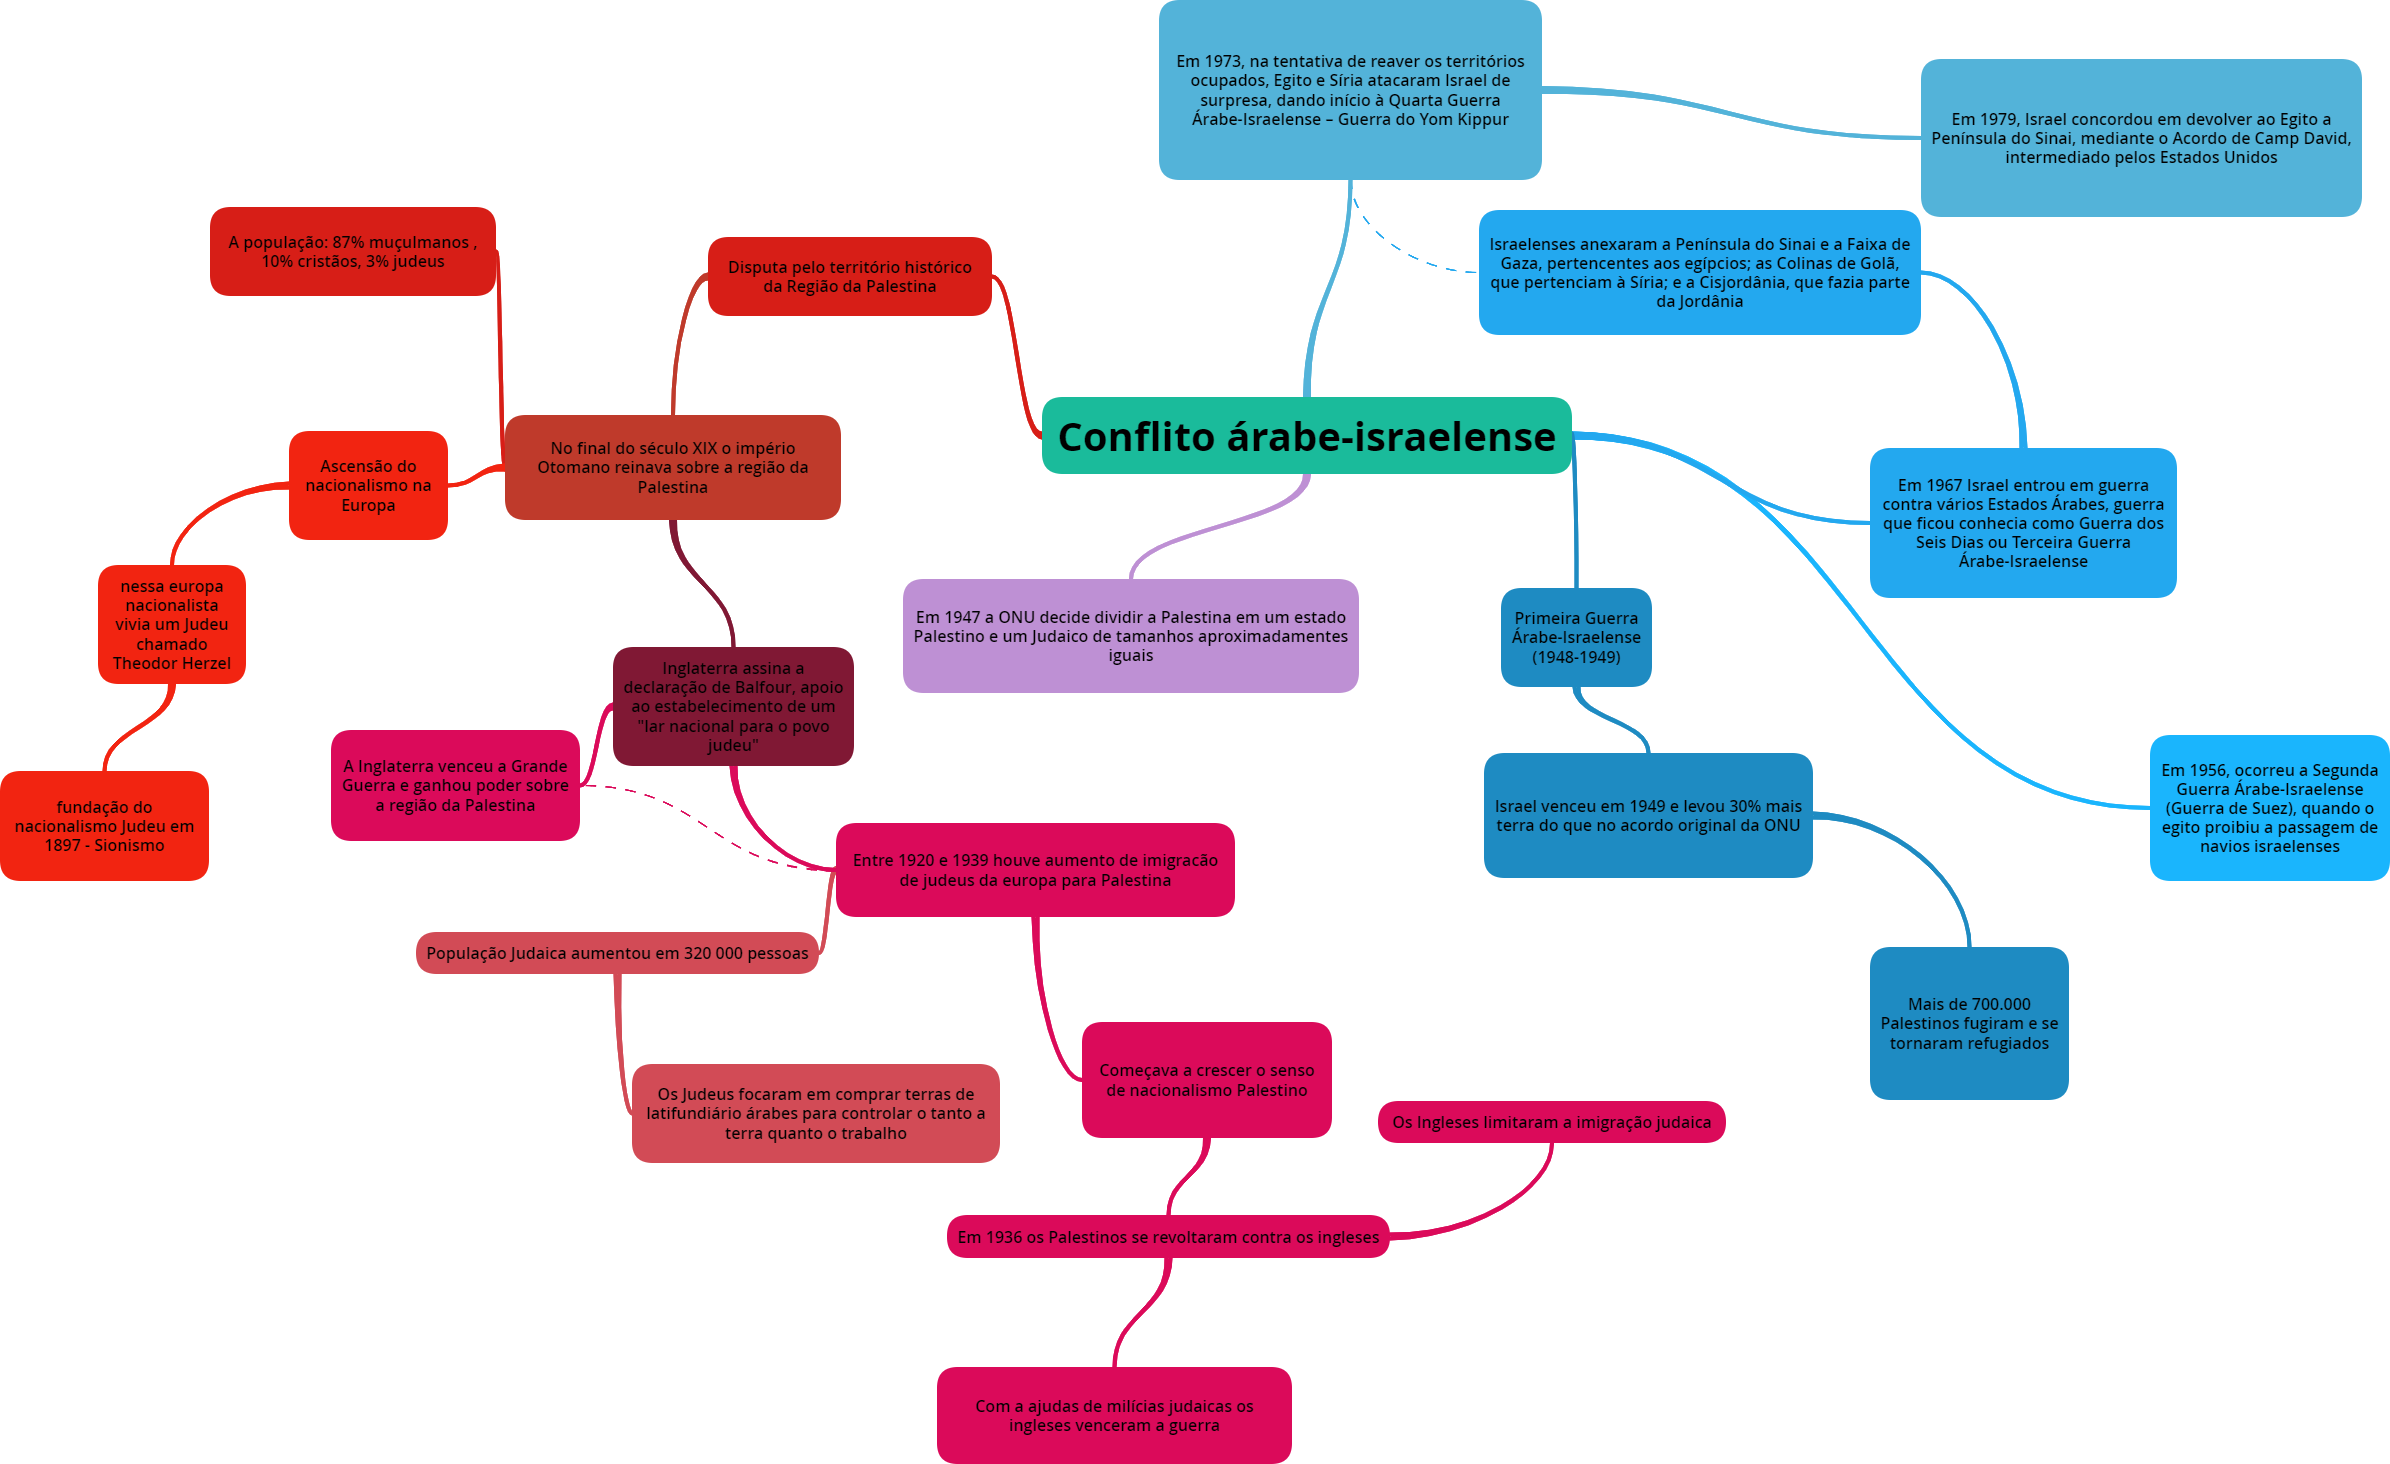 Em 1973, na tentativa de reaver os territórios
ocupados, Egito e Síria atacaram Israel de
surpresa, dando início à Quarta Guerra
Árabe-Israelense – Guerra do Yom Kippur
Em 1979, Israel concordou em devolver ao Egito a
Península do Sinai, mediante o Acordo de Camp David,
intermediado pelos Estados Unidos
A população: 87% muçulmanos ,
10% cristãos, 3% judeus
Disputa pelo território histórico
da Região da Palestina
Israelenses anexaram a Península do Sinai e a Faixa de
Gaza, pertencentes aos egípcios; as Colinas de Golã,
que pertenciam à Síria; e a Cisjordânia, que fazia parte
da Jordânia
Conflito árabe-israelense
No final do século XIX o império
Otomano reinava sobre a região da
Palestina
Ascensão do
nacionalismo na
Europa
Em 1967 Israel entrou em guerra
contra vários Estados Árabes, guerra
que ficou conhecia como Guerra dos
Seis Dias ou Terceira Guerra
Árabe-Israelense
nessa europa
nacionalista
vivia um Judeu
chamado
Theodor Herzel
Em 1947 a ONU decide dividir a Palestina em um estado
Palestino e um Judaico de tamanhos aproximadamentes
iguais
Primeira Guerra
Árabe-Israelense
(1948-1949)
Inglaterra assina a
declaração de Balfour, apoio
ao estabelecimento de um
"lar nacional para o povo
judeu"
A Inglaterra venceu a Grande
Guerra e ganhou poder sobre
a região da Palestina
fundação do
nacionalismo Judeu em
1897 - Sionismo
Israel venceu em 1949 e levou 30% mais
terra do que no acordo original da ONU
Em 1956, ocorreu a Segunda
Guerra Árabe-Israelense
(Guerra de Suez), quando o
egito proibiu a passagem de
navios israelenses
Entre 1920 e 1939 houve aumento de imigracão
de judeus da europa para Palestina
População Judaica aumentou em 320 000 pessoas
Mais de 700.000
Palestinos fugiram e se
tornaram refugiados
Começava a crescer o senso
de nacionalismo Palestino
Os Judeus focaram em comprar terras de
latifundiário árabes para controlar o tanto a
terra quanto o trabalho
Os Ingleses limitaram a imigração judaica
Em 1936 os Palestinos se revoltaram contra os ingleses
Com a ajudas de milícias judaicas os
ingleses venceram a guerra